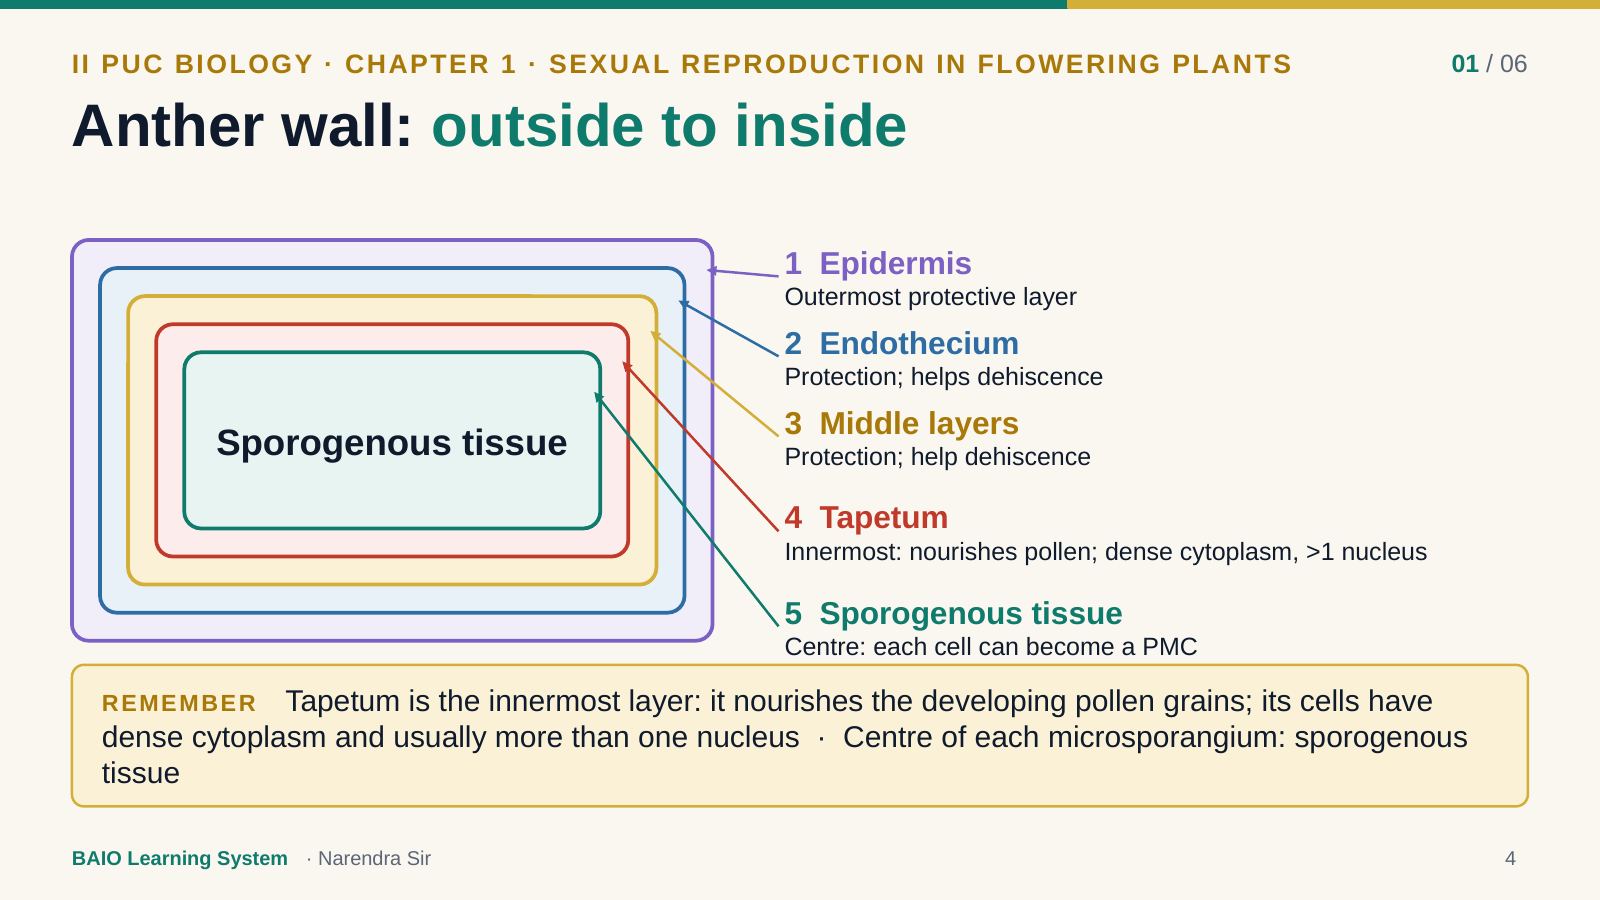 II PUC BIOLOGY · CHAPTER 1 · SEXUAL REPRODUCTION IN FLOWERING PLANTS
01 / 06
Anther wall: outside to inside
Sporogenous tissue
1 Epidermis
Outermost protective layer
2 Endothecium
Protection; helps dehiscence
3 Middle layers
Protection; help dehiscence
4 Tapetum
Innermost: nourishes pollen; dense cytoplasm, >1 nucleus
5 Sporogenous tissue
Centre: each cell can become a PMC
REMEMBER Tapetum is the innermost layer: it nourishes the developing pollen grains; its cells have
dense cytoplasm and usually more than one nucleus · Centre of each microsporangium: sporogenous
tissue
BAIO Learning System · Narendra Sir
4